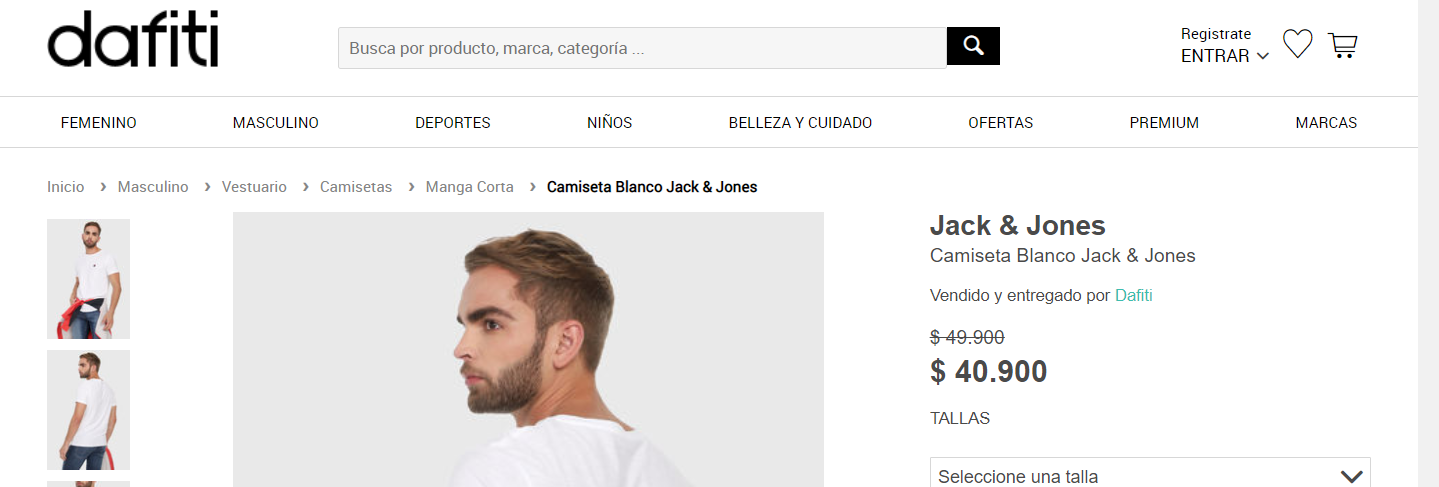 dafiti
Busca por producto, marca, categoría ...
Registrate
ENTRAR
FEMENINO MASCULINO DEPORTES NIÑOS BELLEZA Y CUIDADO OFERTAS PREMIUM MARCAS
Inicio › Masculino › Vestuario › Camisetas › Manga Corta › Camiseta Blanco Jack & Jones
Jack & Jones
Camiseta Blanco Jack & Jones
Vendido y entregado por Dafiti
$ 49.900
$ 40.900
TALLAS
Seleccione una talla